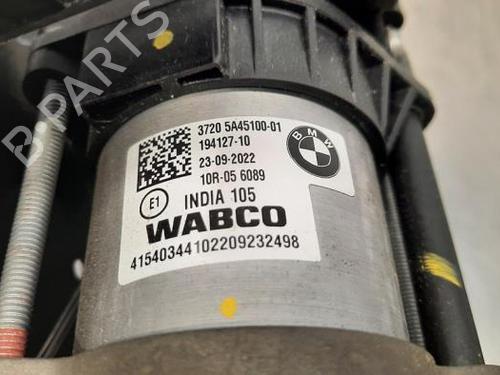 B-PARTS
3720 5A45100-01
194127-10
23-09-2022
10R-05 6089
BMW
E1 INDIA 105
WABCO
41540344102209232498